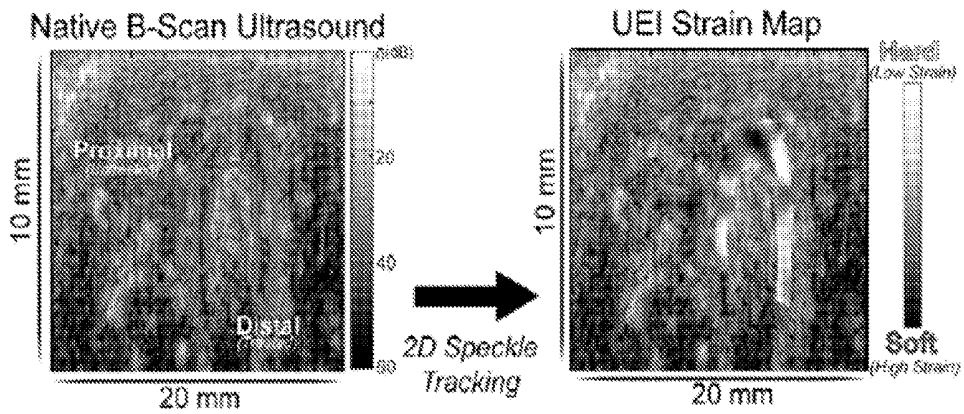 Native B-Scan Ultrasound
UEI Strain Map
Hard
(Low Strain)
20
Proximal
10 mm
10 mm
40
Distal
2D Speckle
Tracking
Soft
(High Strain)
20 mm
20 mm